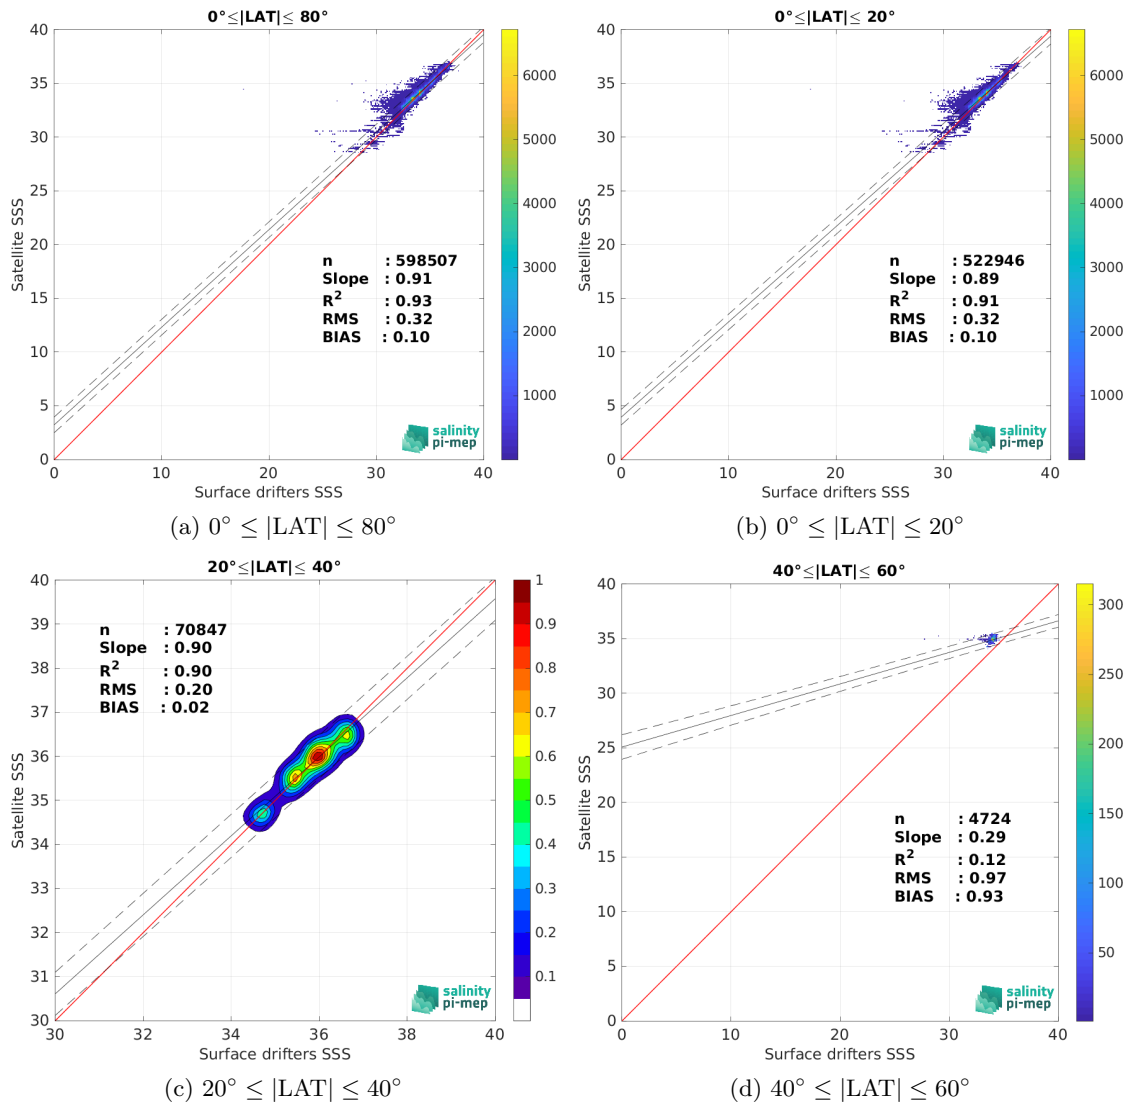 0°≤|LAT|≤ 80°
40
35
30
25
20
15
10
5
0
Satellite SSS
n : 598507
Slope : 0.91
R² : 0.93
RMS : 0.32
BIAS : 0.10
salinity
pi-mep
0 10 20 30 40
Surface drifters SSS
6000
5000
4000
3000
2000
1000
(a) 0° ≤ |LAT| ≤ 80°
0°≤|LAT|≤ 20°
40
35
30
25
20
15
10
5
0
Satellite SSS
n : 522946
Slope : 0.89
R² : 0.91
RMS : 0.32
BIAS : 0.10
salinity
pi-mep
0 10 20 30 40
Surface drifters SSS
6000
5000
4000
3000
2000
1000
(b) 0° ≤ |LAT| ≤ 20°
20°≤|LAT|≤ 40°
40
39
38
37
36
35
34
33
32
31
30
Satellite SSS
n : 70847
Slope : 0.90
R² : 0.90
RMS : 0.20
BIAS : 0.02
salinity
pi-mep
30 32 34 36 38 40
Surface drifters SSS
1
0.9
0.8
0.7
0.6
0.5
0.4
0.3
0.2
0.1
(c) 20° ≤ |LAT| ≤ 40°
40°≤|LAT|≤ 60°
40
35
30
25
20
15
10
5
0
Satellite SSS
n : 4724
Slope : 0.29
R² : 0.12
RMS : 0.97
BIAS : 0.93
salinity
pi-mep
0 10 20 30 40
Surface drifters SSS
300
250
200
150
100
50
(d) 40° ≤ |LAT| ≤ 60°